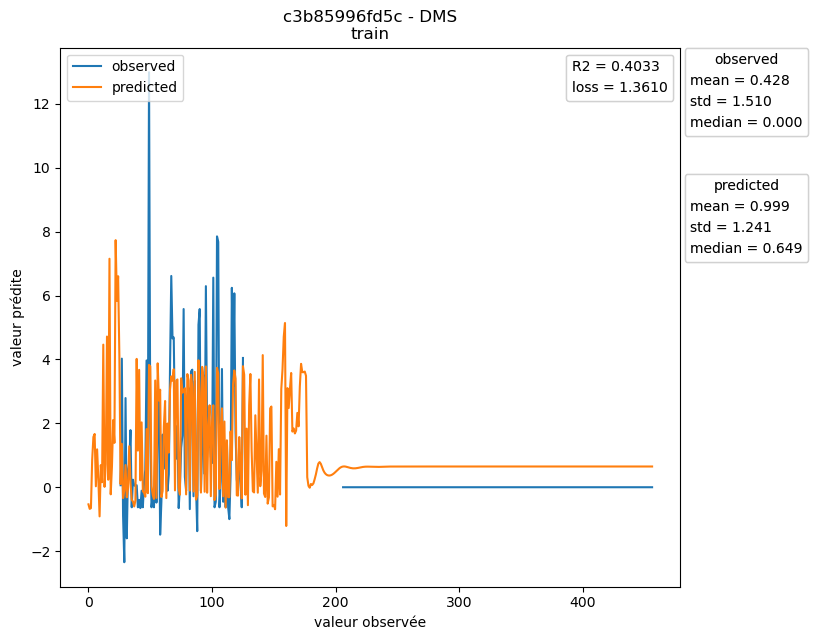 c3b85996fd5c - DMS
train
observed
predicted
R2 = 0.4033
loss = 1.3610
observed
mean = 0.428
std = 1.510
median = 0.000
predicted
mean = 0.999
std = 1.241
median = 0.649
valeur prédite
12
10
8
6
4
2
0
−2
0
100
200
300
400
valeur observée